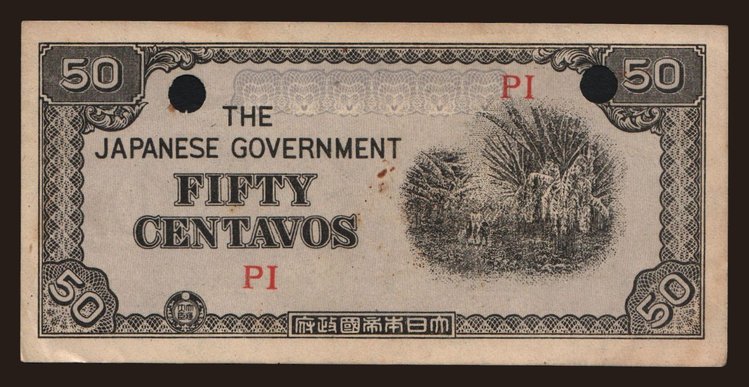 50
50
PI
THE
JAPANESE GOVERNMENT
FIFTY
CENTAVOS
PI
50
50
府政國帝本日大